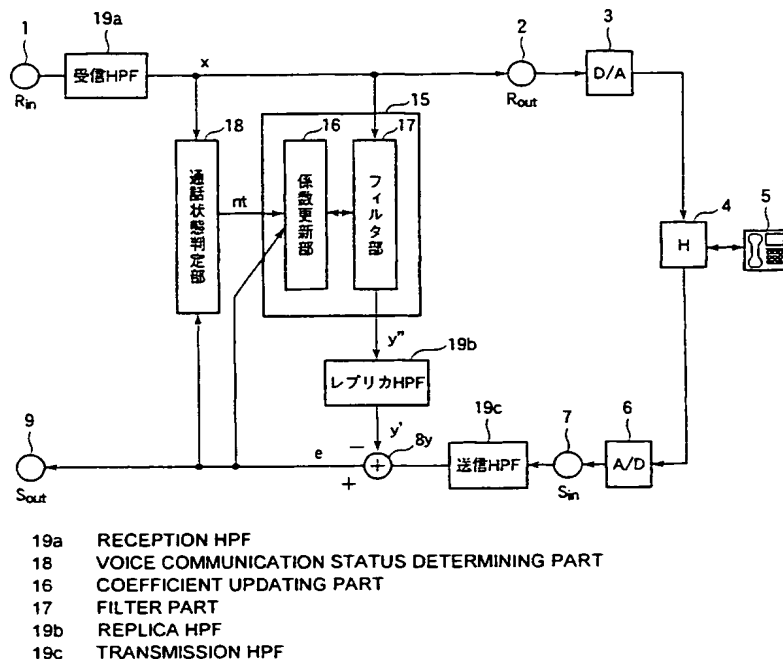 19a
1
受信HPF
Rin
x
2
Rout
3
D/A
15
18
16
17
通話状態判定部
nt
係数更新部
フィルタ部
4
H
5
y"
19b
レプリカHPF
9
Sout
e
−
+
y'
+
8y
19c
送信HPF
7
Sin
6
A/D
19a RECEPTION HPF
18 VOICE COMMUNICATION STATUS DETERMINING PART
16 COEFFICIENT UPDATING PART
17 FILTER PART
19b REPLICA HPF
19c TRANSMISSION HPF